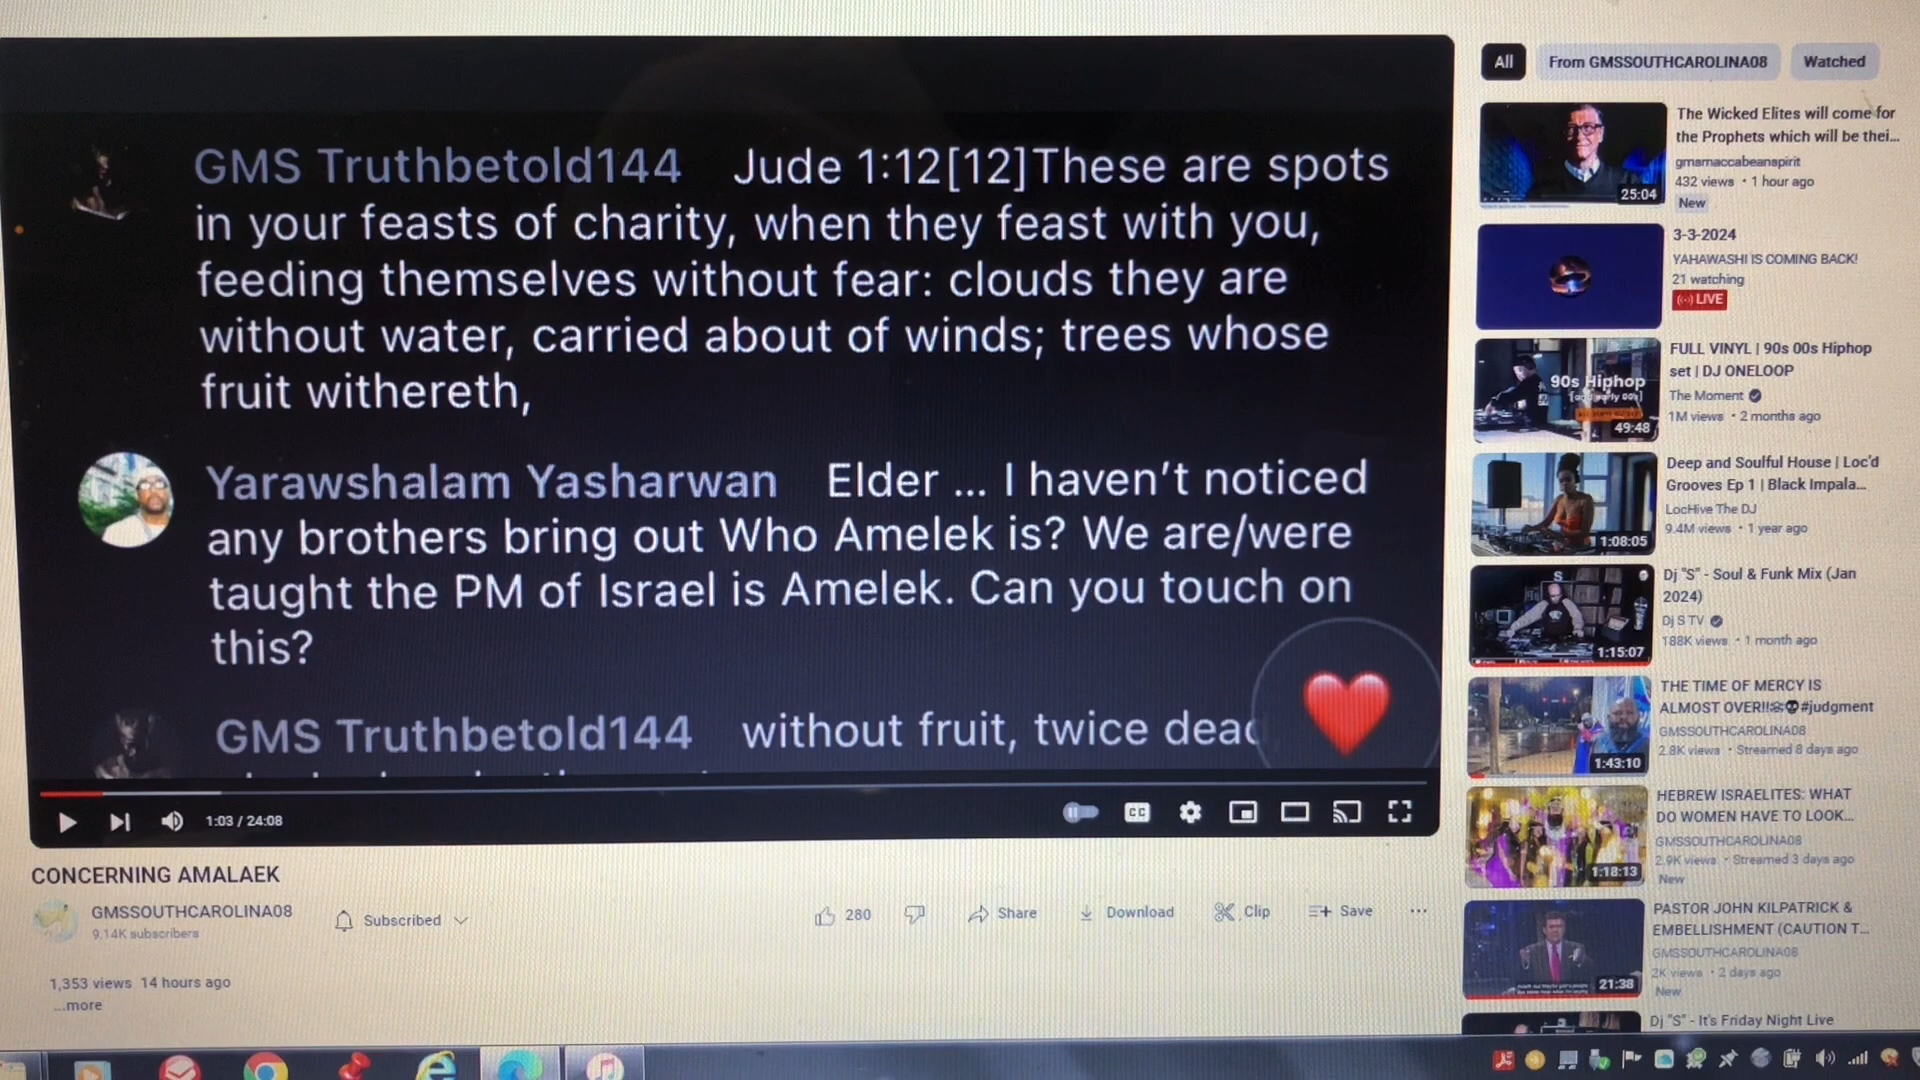 GMS Truthbetold144 Jude 1:12[12]These are spots
in your feasts of charity, when they feast with you,
feeding themselves without fear: clouds they are
without water, carried about of winds; trees whose
fruit withereth,
Yarawshalam Yasharwan Elder ... I haven't noticed
any brothers bring out Who Amelek is? We are/were
taught the PM of Israel is Amelek. Can you touch on
this?
GMS Truthbetold144 without fruit, twice dead
1:03 / 24:08
CC
CONCERNING AMALAEK
GMSSOUTHCAROLINA08
9.14K subscribers
Subscribed
280
Share
Download
Clip
Save
1,353 views 14 hours ago
...more
All
From GMSSOUTHCAROLINA08
Watched
25:04
The Wicked Elites will come for
the Prophets which will be thei...
gmsmaccabeanspirit
432 views • 1 hour ago
New
3-3-2024
YAHAWASHI IS COMING BACK!
21 watching
LIVE
90s Hiphop
49:48
FULL VINYL | 90s 00s Hiphop
set | DJ ONELOOP
The Moment
1M views • 2 months ago
1:08:05
Deep and Soulful House | Loc'd
Grooves Ep 1 | Black Impala...
LocHive The DJ
9.4M views • 1 year ago
S
1:15:07
Dj "S" - Soul & Funk Mix (Jan
2024)
Dj S TV
188K views • 1 month ago
1:43:10
THE TIME OF MERCY IS
ALMOST OVER!!#judgment
GMSSOUTHCAROLINA08
2.8K views • Streamed 8 days ago
1:18:13
HEBREW ISRAELITES: WHAT
DO WOMEN HAVE TO LOOK...
GMSSOUTHCAROLINA08
2.9K views • Streamed 3 days ago
New
21:38
PASTOR JOHN KILPATRICK &
EMBELLISHMENT (CAUTION T...
GMSSOUTHCAROLINA08
2K views • 2 days ago
New
Dj "S" - It's Friday Night Live